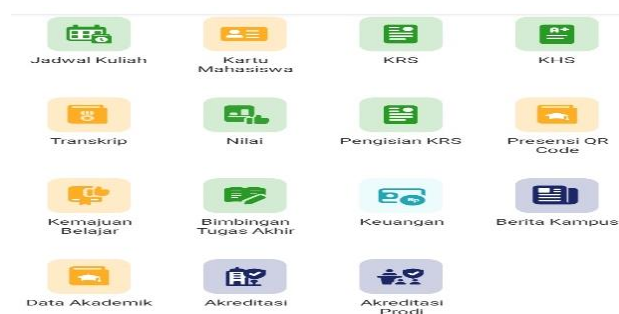 Jadwal Kuliah
Kartu
Mahasiswa
KRS
A+
KHS
Transkrip
Nilai
Pengisian KRS
Presensi QR
Code
Kemajuan
Belajar
Bimbingan
Tugas Akhir
Keuangan
Berita Kampus
Data Akademik
Akreditasi
Akreditasi
Prodi